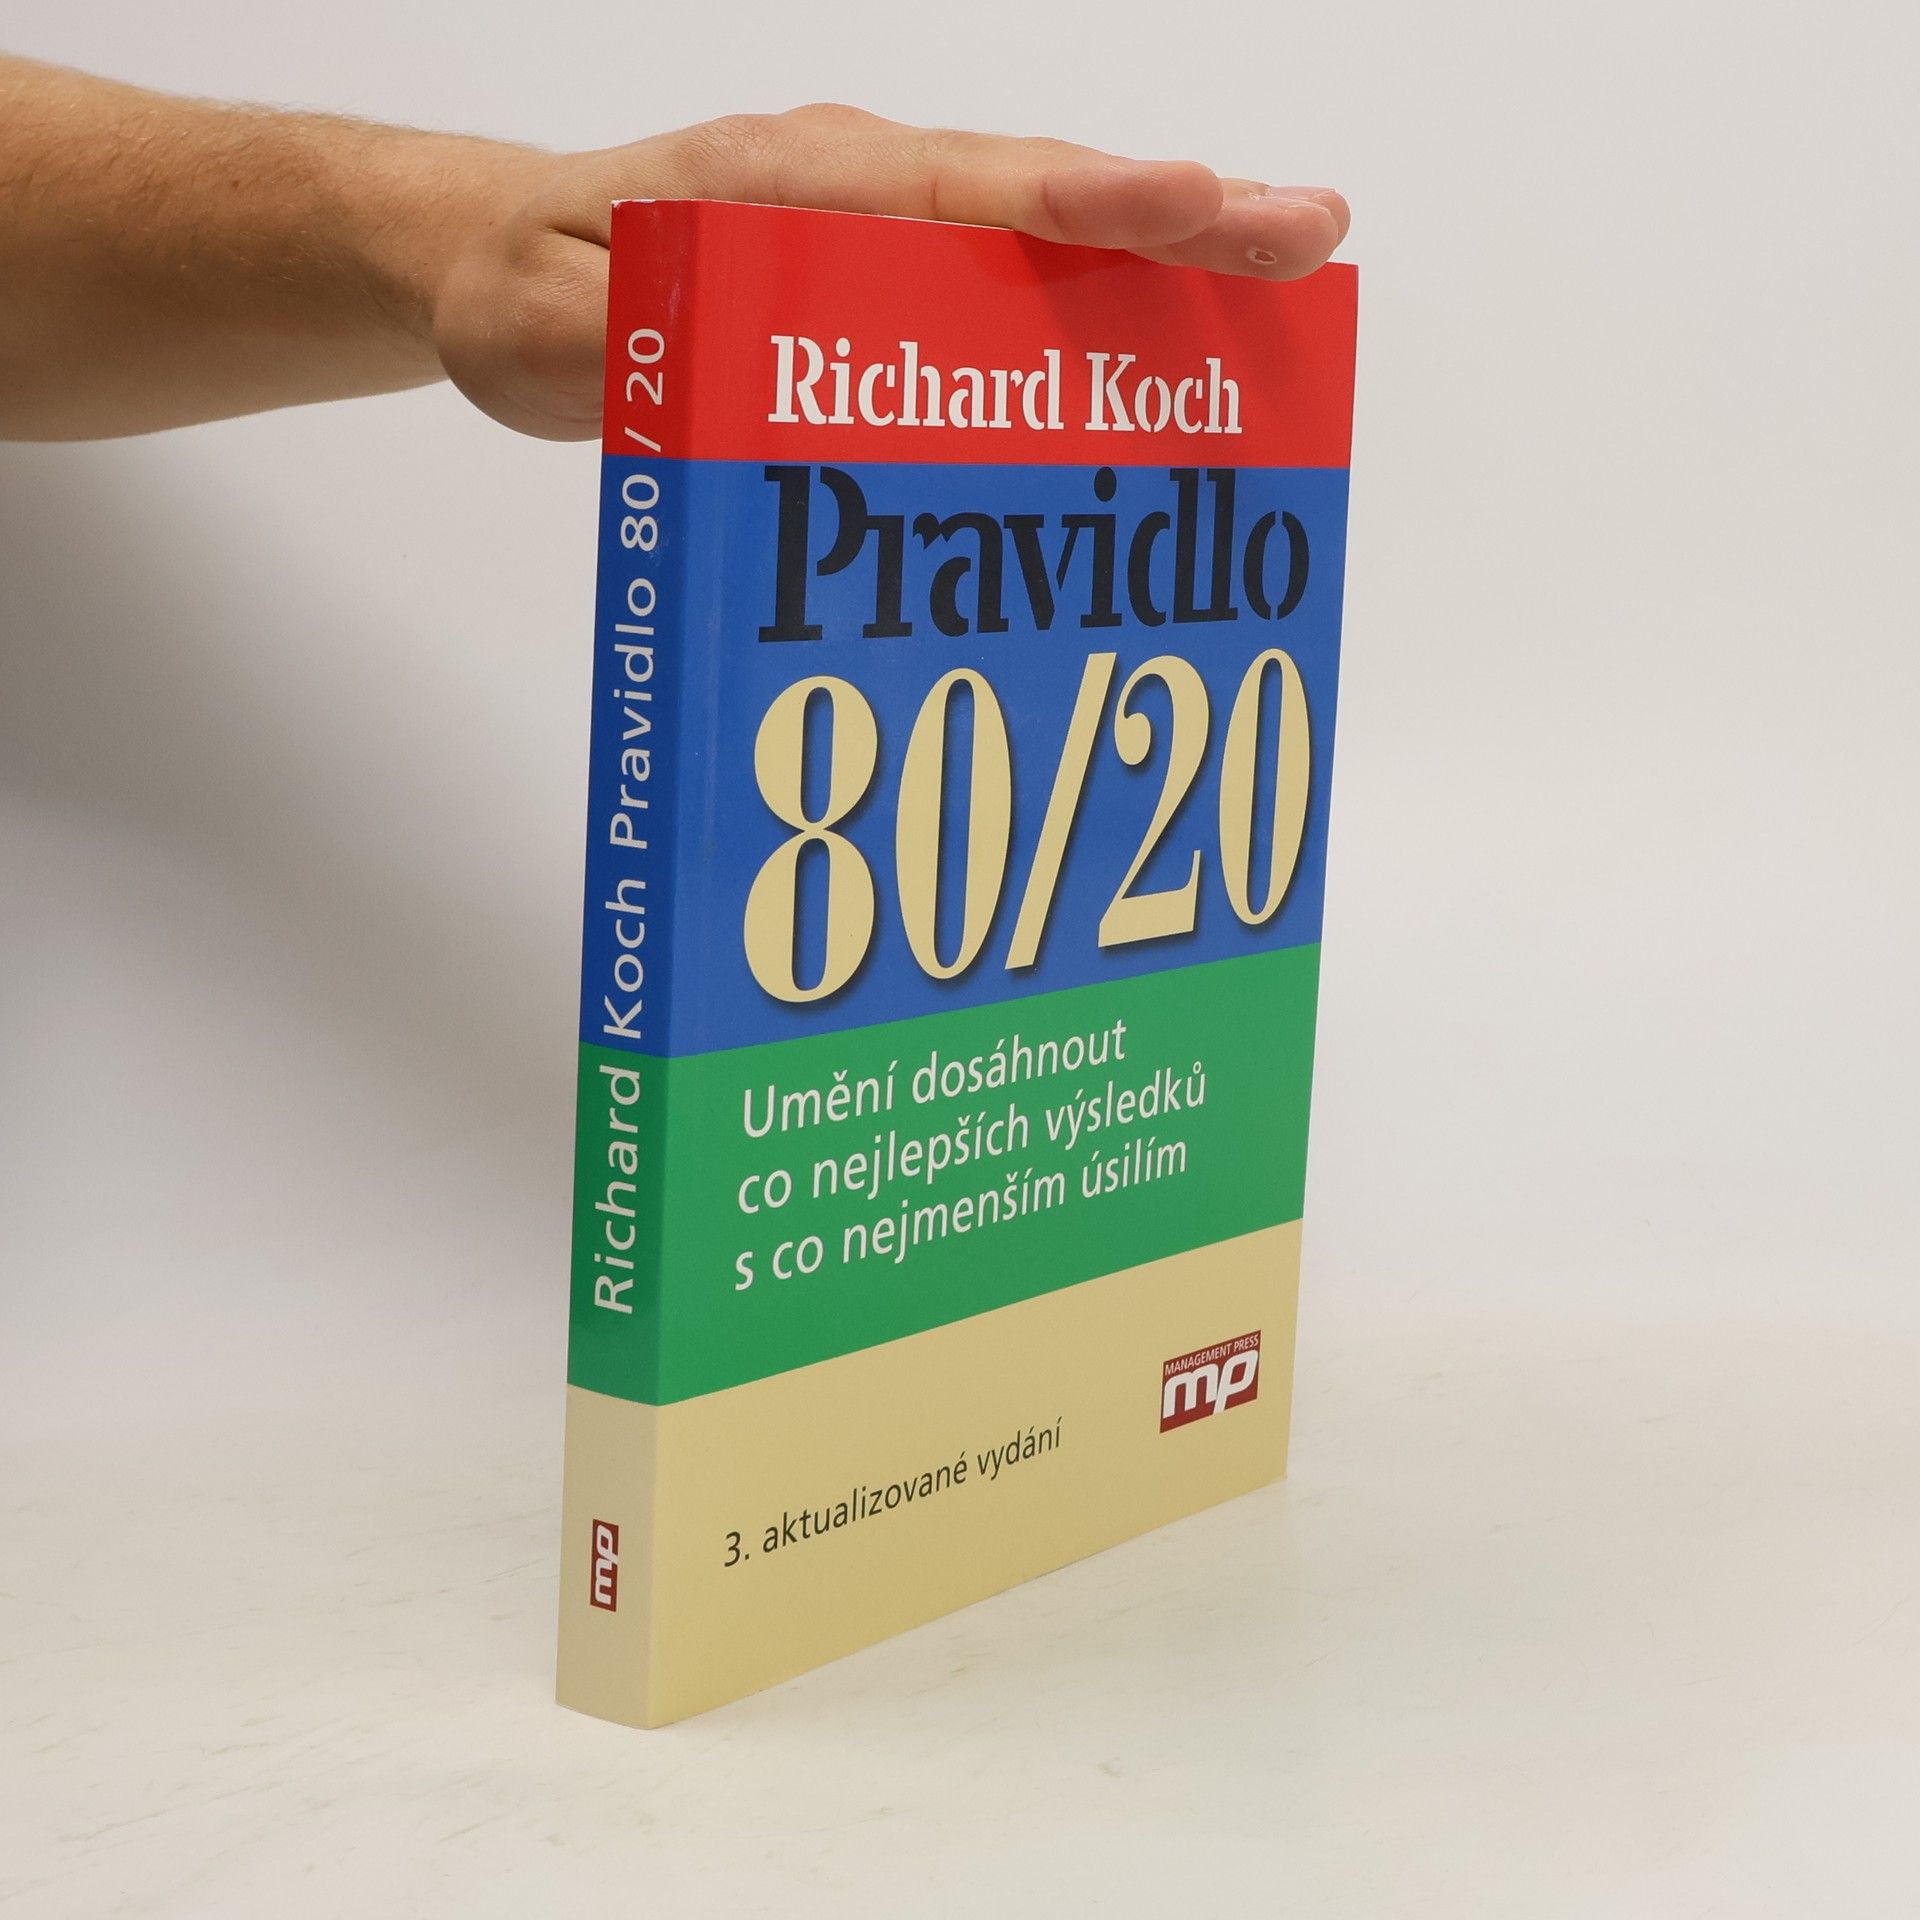 Richard Koch Pravidlo 80 / 20
mp
Richard Koch
Pravidlo
80/20
Umění dosáhnout
co nejlepších výsledků
s co nejmenším úsilím
MANAGEMENT PRESS
mp
3. aktualizované vydání